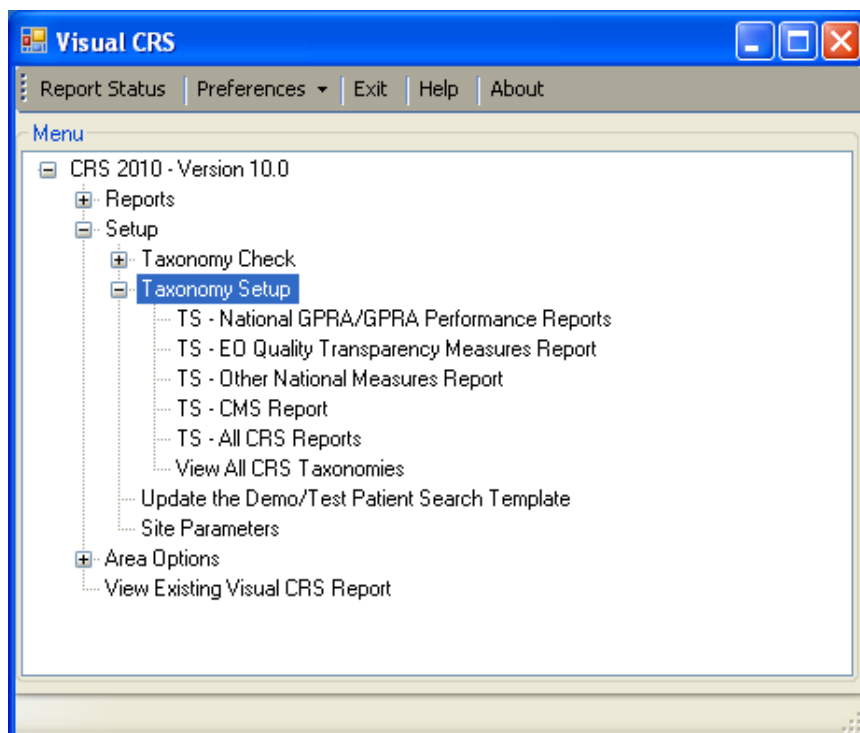 Visual CRS
Report Status Preferences Exit Help About
Menu
CRS 2010 - Version 10.0
Reports
Setup
Taxonomy Check
Taxonomy Setup
TS - National GPRA/GPRA Performance Reports
TS - EO Quality Transparency Measures Report
TS - Other National Measures Report
TS - CMS Report
TS - All CRS Reports
View All CRS Taxonomies
Update the Demo/Test Patient Search Template
Site Parameters
Area Options
View Existing Visual CRS Report